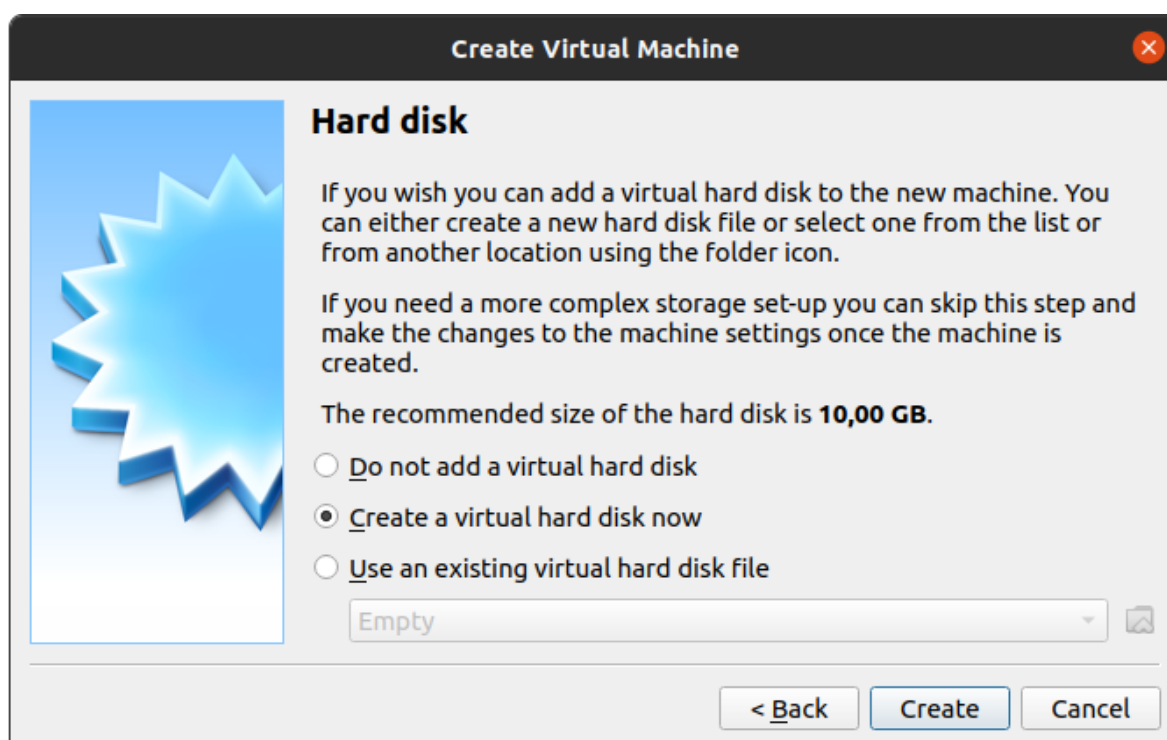 Create Virtual Machine
Hard disk
If you wish you can add a virtual hard disk to the new machine. You
can either create a new hard disk file or select one from the list or
from another location using the folder icon.
If you need a more complex storage set-up you can skip this step and
make the changes to the machine settings once the machine is
created.
The recommended size of the hard disk is 10,00 GB.
Do not add a virtual hard disk
Create a virtual hard disk now
Use an existing virtual hard disk file
Empty
< Back Create Cancel